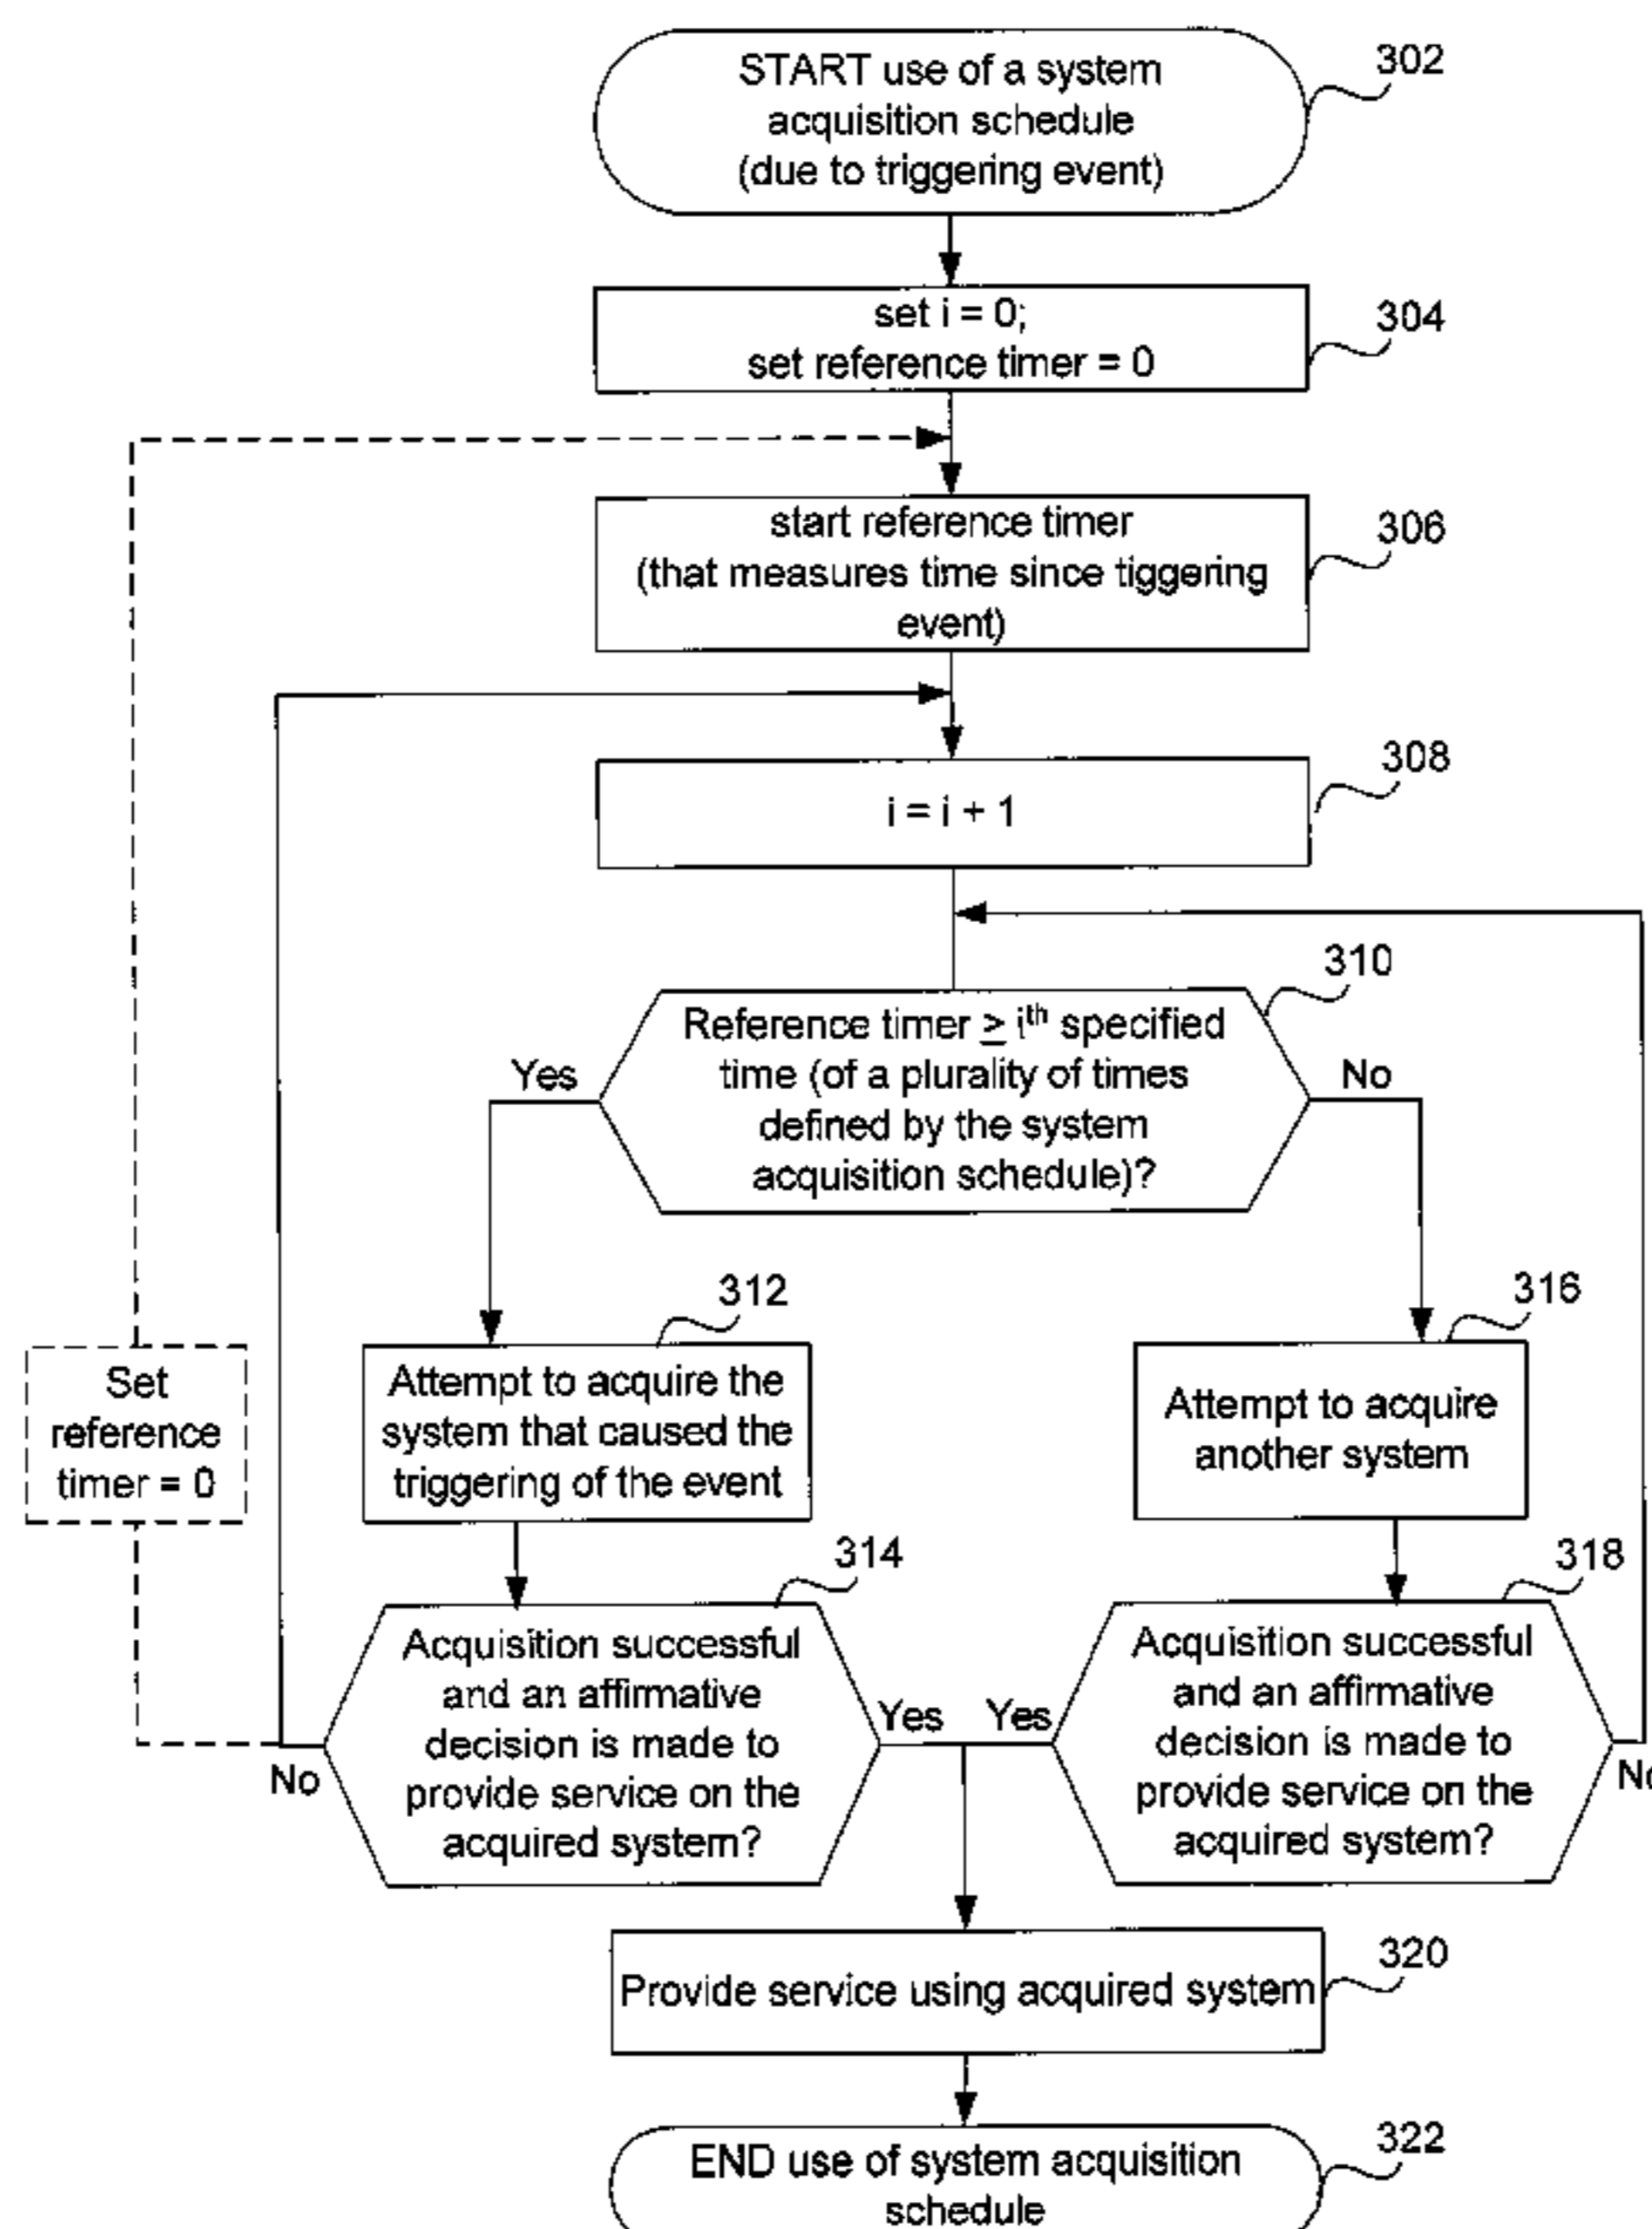 START use of a system
acquisition schedule
(due to triggering event)
302
set i = 0;
set reference timer = 0
304
start reference timer
(that measures time since tiggering
event)
306
i = i + 1
308
310
Reference timer ≥ iᵗʰ specified
time (of a plurality of times
defined by the system
acquisition schedule)?
Yes
No
312
316
Attempt to acquire the
system that caused the
triggering of the event
Attempt to acquire
another system
Set
reference
timer = 0
314
318
Acquisition successful
and an affirmative
decision is made to
provide service on the
acquired system?
No
Yes
Yes
Acquisition successful
and an affirmative
decision is made to
provide service on the
acquired system?
No
Provide service using acquired system
320
END use of system acquisition
schedule
322